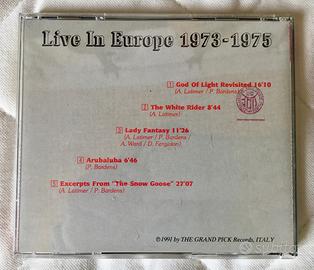 Live In Europe 1973-1975
1 God Of Light Revisited 16'10
(A. Latimer / P. Bardens)
2 The White Rider 8'44
(A. Latimer)
3 Lady Fantasy 11'26
(A. Latimer / P. Bardens /
A. Ward / D. Ferguson)
4 Arubaluba 6'46
(P. Bardens)
5 Excerpts From "The Snow Goose" 27'07
(A. Latimer / P. Bardens)
℗1991 by THE GRAND PICK Records, ITALY